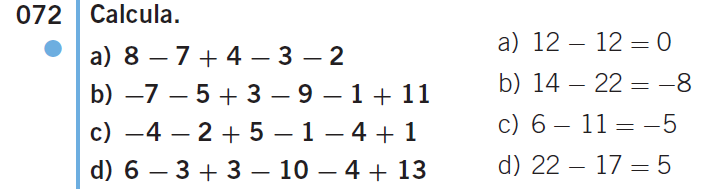 072 Calcula.
a) 8 – 7 + 4 – 3 – 2
b) –7 – 5 + 3 – 9 – 1 + 11
c) –4 – 2 + 5 – 1 – 4 + 1
d) 6 – 3 + 3 – 10 – 4 + 13
a) 12 – 12 = 0
b) 14 – 22 = –8
c) 6 – 11 = –5
d) 22 – 17 = 5